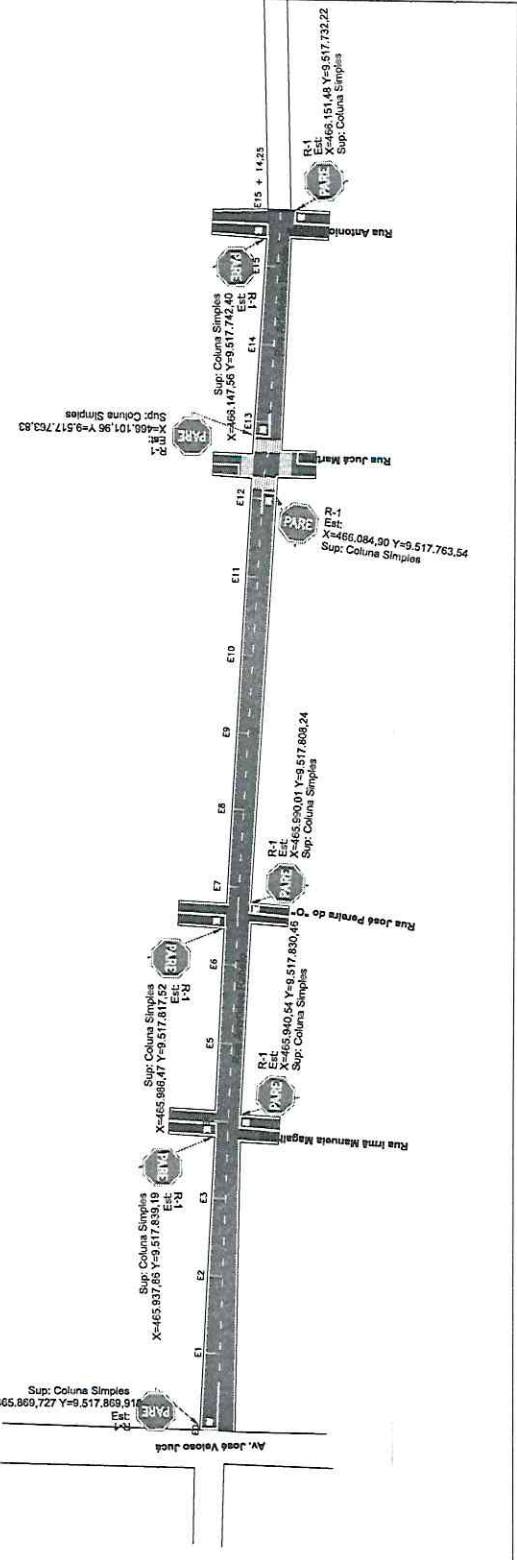 R-1
Est:
X=466.151,48 Y=9.517.732,22
Sup: Coluna Simples
PARE
E15 + 14,25
Rua Antonio
E15
PARE
R-1
Est:
X=466.147,56 Y=9.517.742,40
Sup: Coluna Simples
E14
E13
PARE
R-1
Est:
X=466.101,96 Y=9.517.763,83
Sup: Coluna Simples
Rua Jucá Mart
E12
PARE
R-1
Est:
X=466.084,90 Y=9.517.763,54
Sup: Coluna Simples
E11
E10
E9
E8
E7
PARE
R-1
Est:
X=465.990,01 Y=9.517.808,24
Sup: Coluna Simples
Rua José Pereira do "O"
PARE
R-1
Est:
X=465.986,47 Y=9.517.817,52
Sup: Coluna Simples
E6
E5
PARE
R-1
Est:
X=465.940,54 Y=9.517.830,46
Sup: Coluna Simples
Rua Irmã Manuela Magalh
PARE
R-1
Est:
X=465.937,86 Y=9.517.839,19
Sup: Coluna Simples
E3
E2
E1
E0
PARE
R-1
Est:
65.869,727 Y=9.517.869,918
Sup: Coluna Simples
Av. José Veloso Jucá